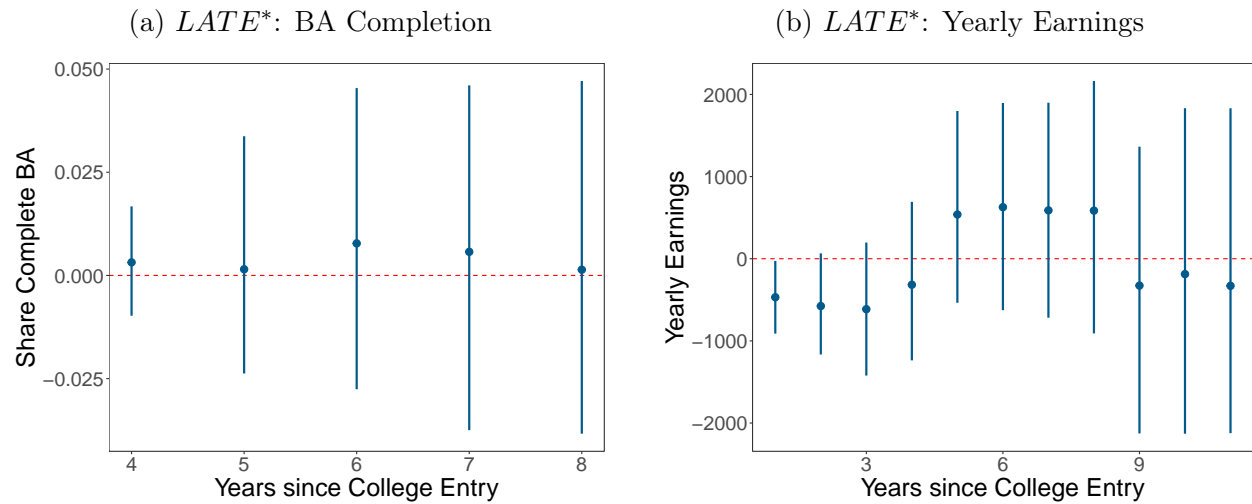 (a) LATE*: BA Completion
0.050
0.025
0.000
−0.025
Share Complete BA
4 5 6 7 8
Years since College Entry
(b) LATE*: Yearly Earnings
2000
1000
0
−1000
−2000
Yearly Earnings
3 6 9
Years since College Entry